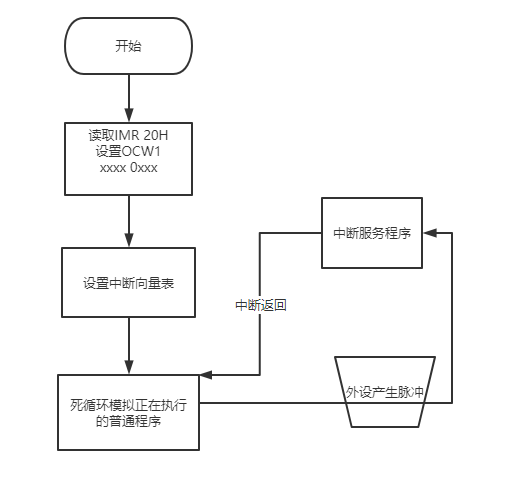 开始
读取IMR 20H
设置OCW1
xxxx 0xxx
设置中断向量表
中断服务程序
中断返回
死循环模拟正在执行
的普通程序
外设产生脉冲